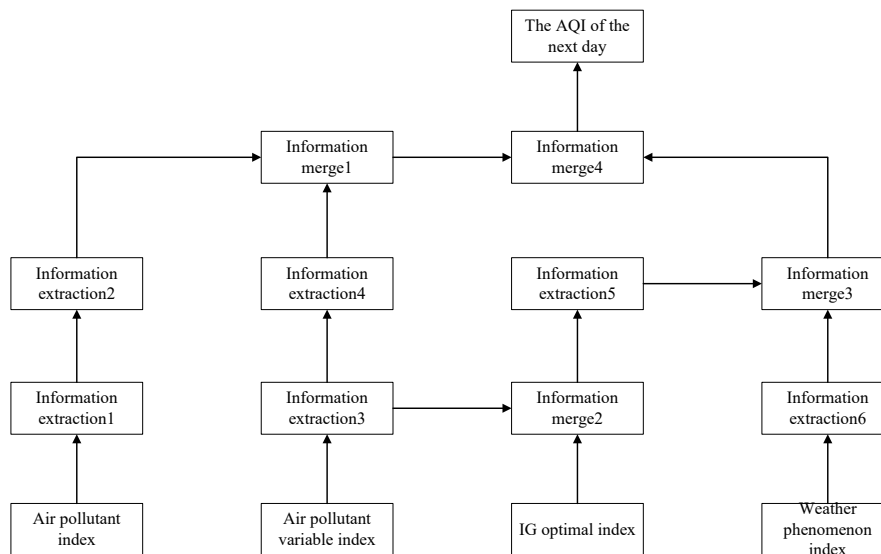 The AQI of the
next day
Information
merge1
Information
merge4
Information
extraction2
Information
extraction4
Information
extraction5
Information
merge3
Information
extraction1
Information
extraction3
Information
merge2
Information
extraction6
Air pollutant
index
Air pollutant
variable index
IG optimal index
Weather
phenomenon
index